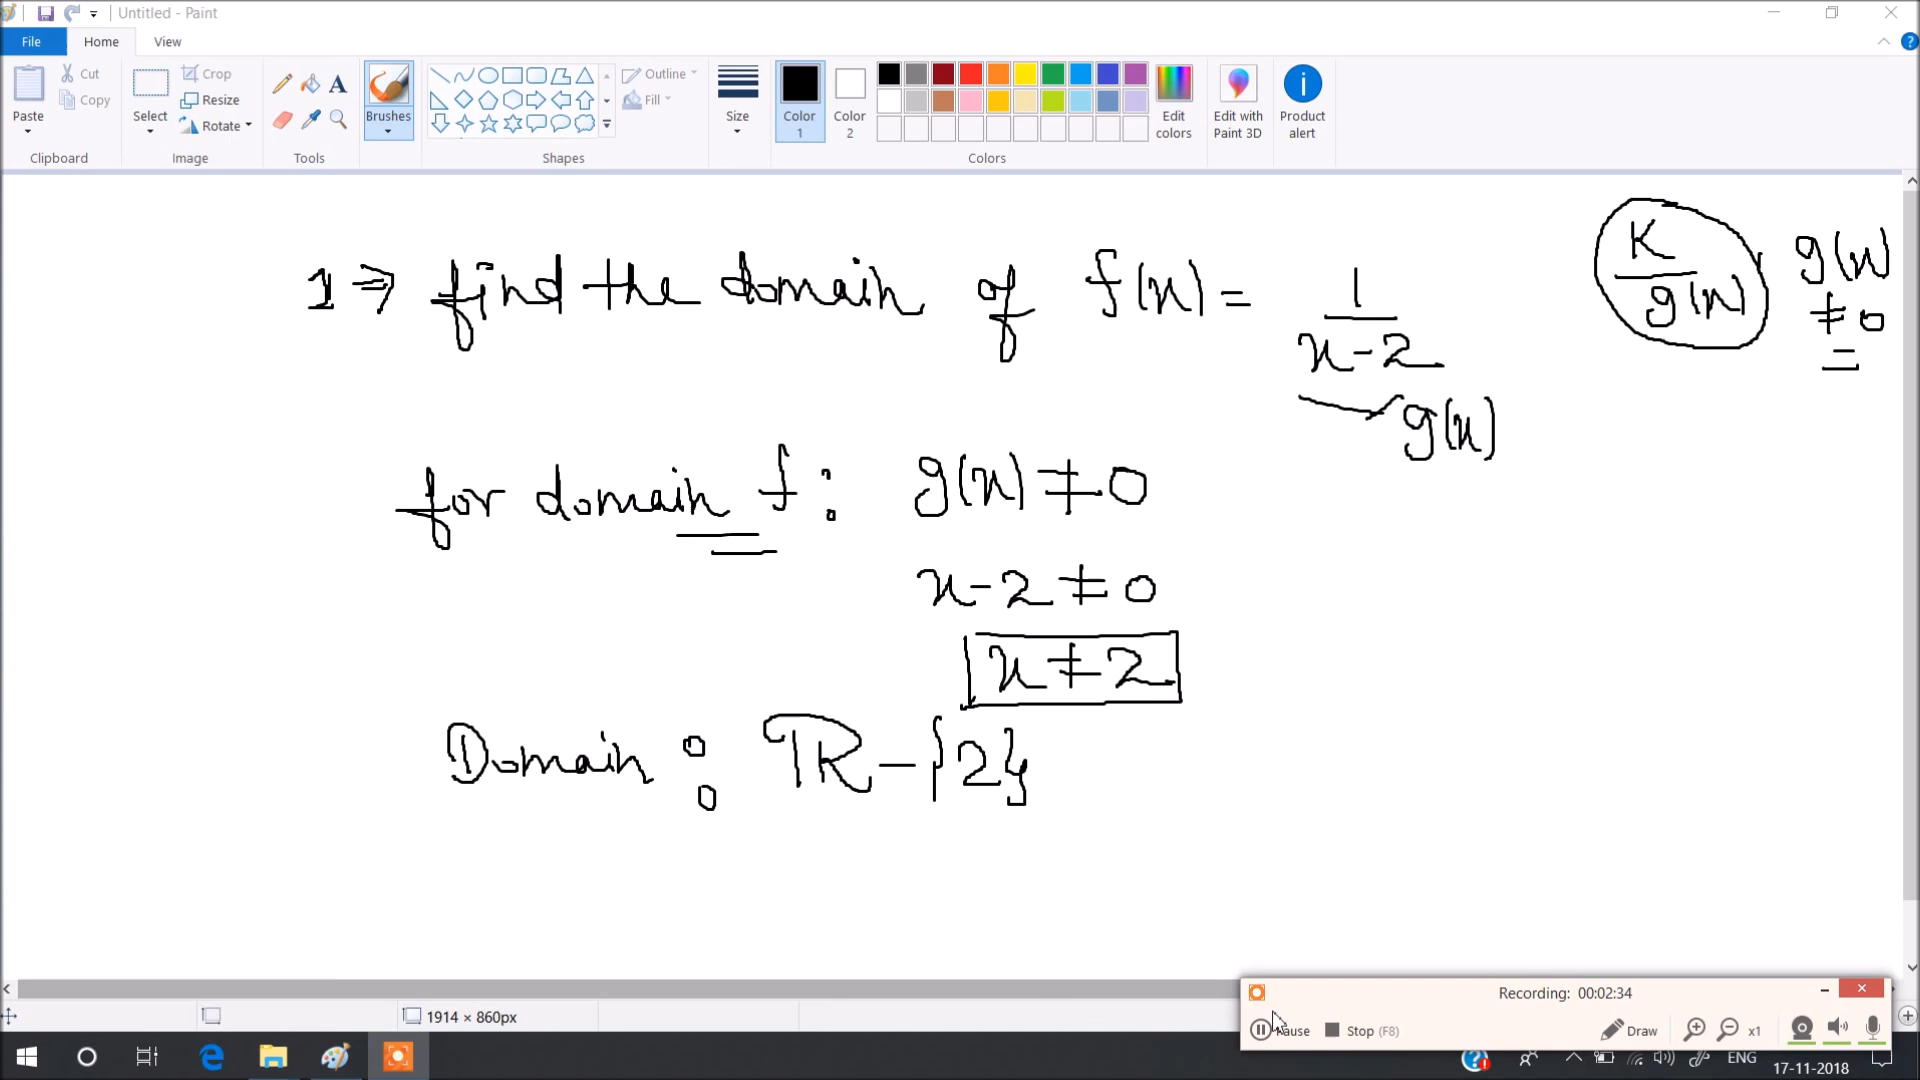 Untitled - Paint
File Home View
Paste
Cut
Copy
Clipboard
Select
Crop
Resize
Rotate
Image
Tools
Brushes
Outline
Fill
Shapes
Size
Color 1
Color 2
Colors
Edit colors
Edit with Paint 3D
Product alert
1 ⇒ find the domain of f(x) = 1/(x-2)
g(x)
K/g(x)
g(x)
≠ 0
for domain f : g(x) ≠ 0
x-2 ≠ 0
x ≠ 2
Domain : R - {2}
1914 × 860px
Recording: 00:02:34
Pause Stop (F8) Draw x1
ENG
17-11-2018